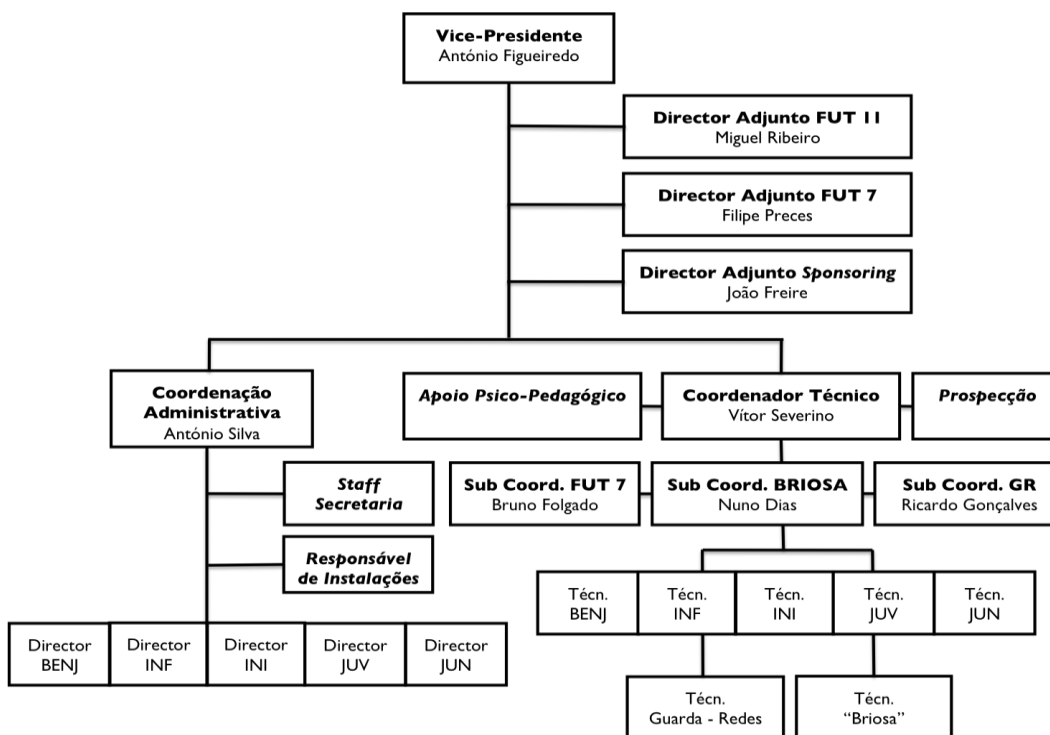 Vice-Presidente
António Figueiredo
Director Adjunto FUT 11
Miguel Ribeiro
Director Adjunto FUT 7
Filipe Preces
Director Adjunto Sponsoring
João Freire
Coordenação
Administrativa
António Silva
Apoio Psico-Pedagógico
Coordenador Técnico
Vítor Severino
Prospecção
Staff
Secretaria
Sub Coord. FUT 7
Bruno Folgado
Sub Coord. BRIOSA
Nuno Dias
Sub Coord. GR
Ricardo Gonçalves
Responsável
de Instalações
Técn.
BENJ
Técn.
INF
Técn.
INI
Técn.
JUV
Técn.
JUN
Director
BENJ
Director
INF
Director
INI
Director
JUV
Director
JUN
Técn.
Guarda - Redes
Técn.
“Briosa”